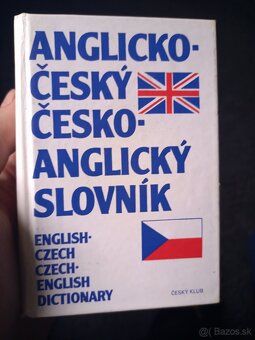 ANGLICKO-
ČESKÝ
ČESKO-
ANGLICKÝ
SLOVNÍK
ENGLISH-
CZECH
CZECH-
ENGLISH
DICTIONARY
ČESKÝ KLUB
Bazos.sk